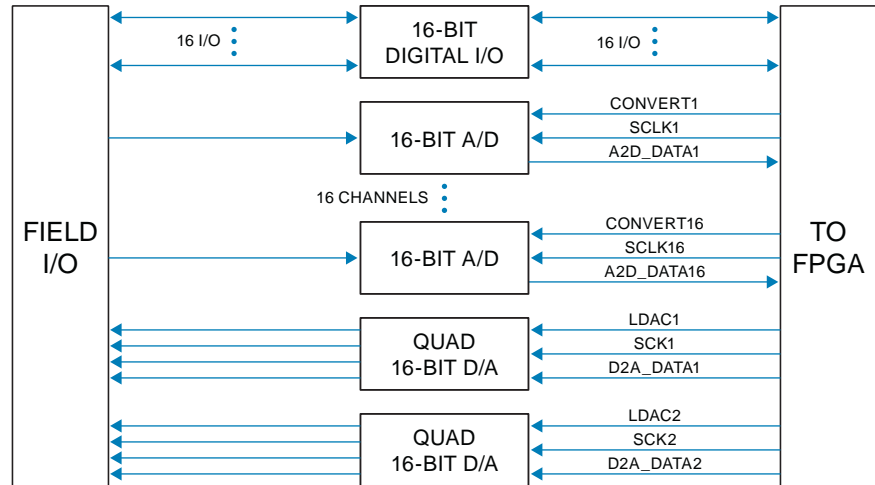 16-BIT
DIGITAL I/O
16 I/O
16 I/O
CONVERT1
SCLK1
A2D_DATA1
16-BIT A/D
16 CHANNELS
FIELD
I/O
TO
FPGA
CONVERT16
SCLK16
A2D_DATA16
16-BIT A/D
LDAC1
SCK1
D2A_DATA1
QUAD
16-BIT D/A
LDAC2
SCK2
D2A_DATA2
QUAD
16-BIT D/A